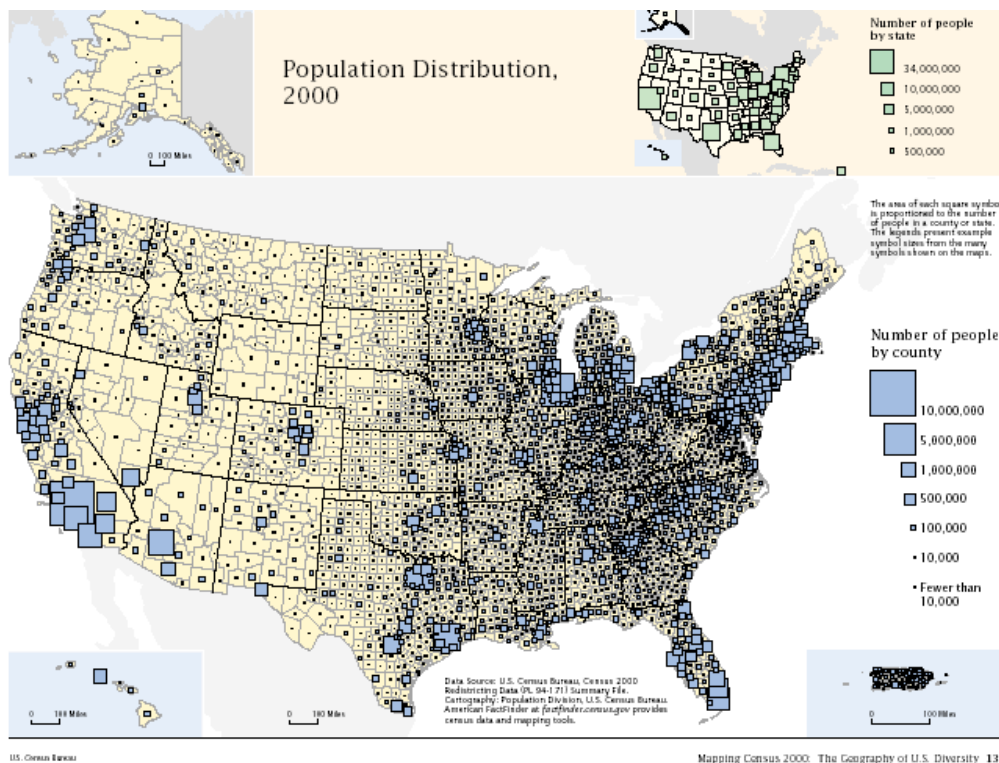 Population Distribution,
2000
Number of people
by state
34,000,000
10,000,000
5,000,000
1,000,000
500,000
0 100 Miles
The area of each square symbo
is proportioned to the number
of people in a county or state.
The legends present example
symbol sizes from the many
symbols shown on the maps.
Number of people
by county
10,000,000
5,000,000
1,000,000
500,000
100,000
10,000
Fewer than
10,000
Data Source: U.S. Census Bureau, Census 2000
Redistricting Data (PL 94-171) Summary File.
Cartography: Population Division, U.S. Census Bureau.
American FactFinder at factfinder.census.gov provides
census data and mapping tools.
0 100 Miles
0 100 Miles
0 100 Miles
U.S. Census Bureau
Mapping Census 2000: The Geography of U.S. Diversity 13